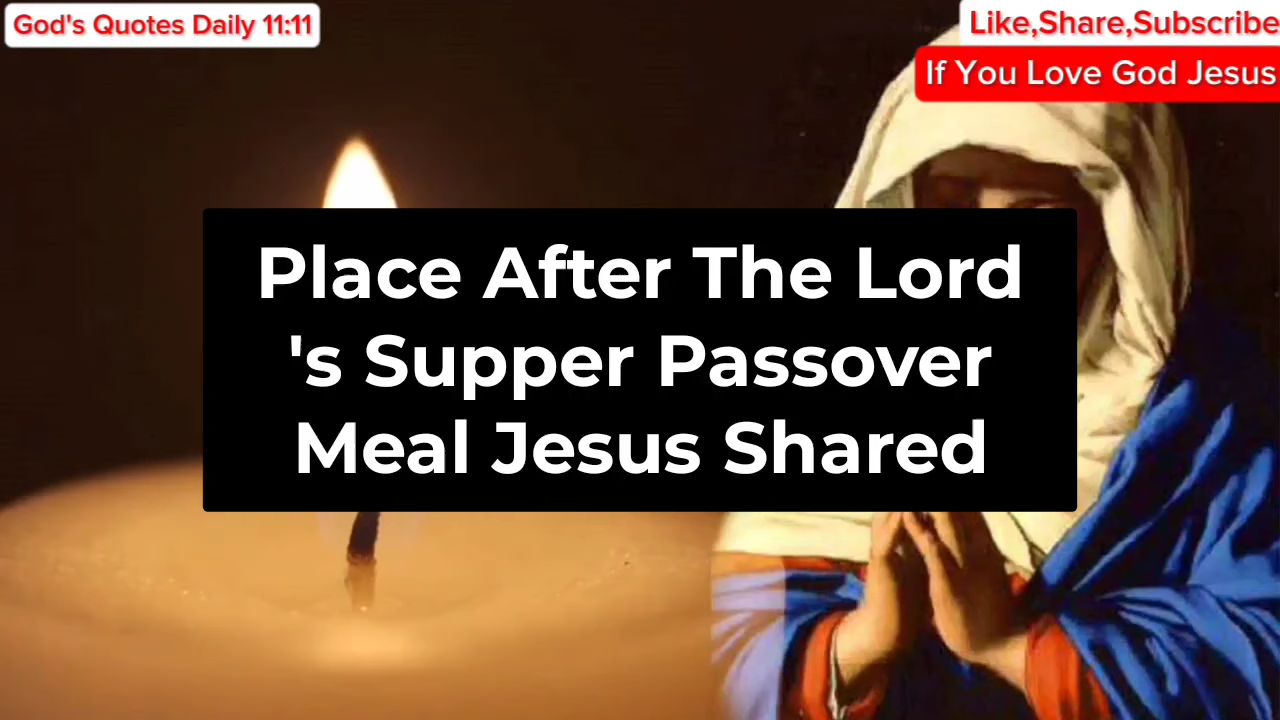 God's Quotes Daily 11:11
Like,Share,Subscribe
If You Love God Jesus
Place After The Lord
's Supper Passover
Meal Jesus Shared